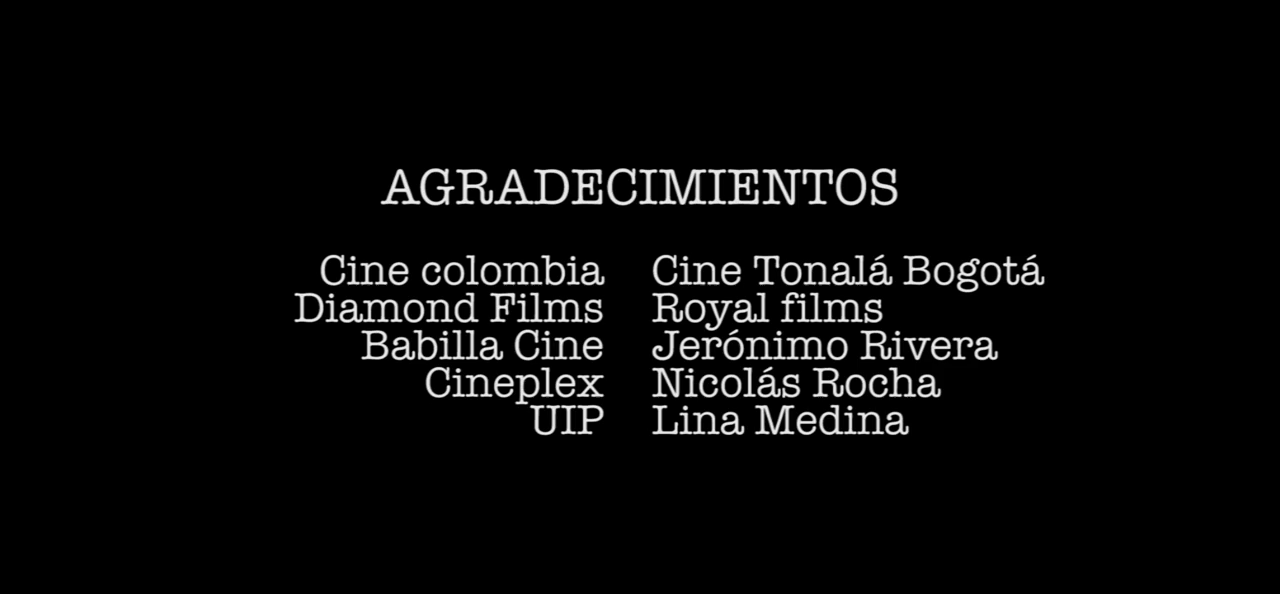 AGRADECIMIENTOS
Cine colombia Cine Tonalá Bogotá
Diamond Films Royal films
Babilla Cine Jerónimo Rivera
Cineplex Nicolás Rocha
UIP Lina Medina